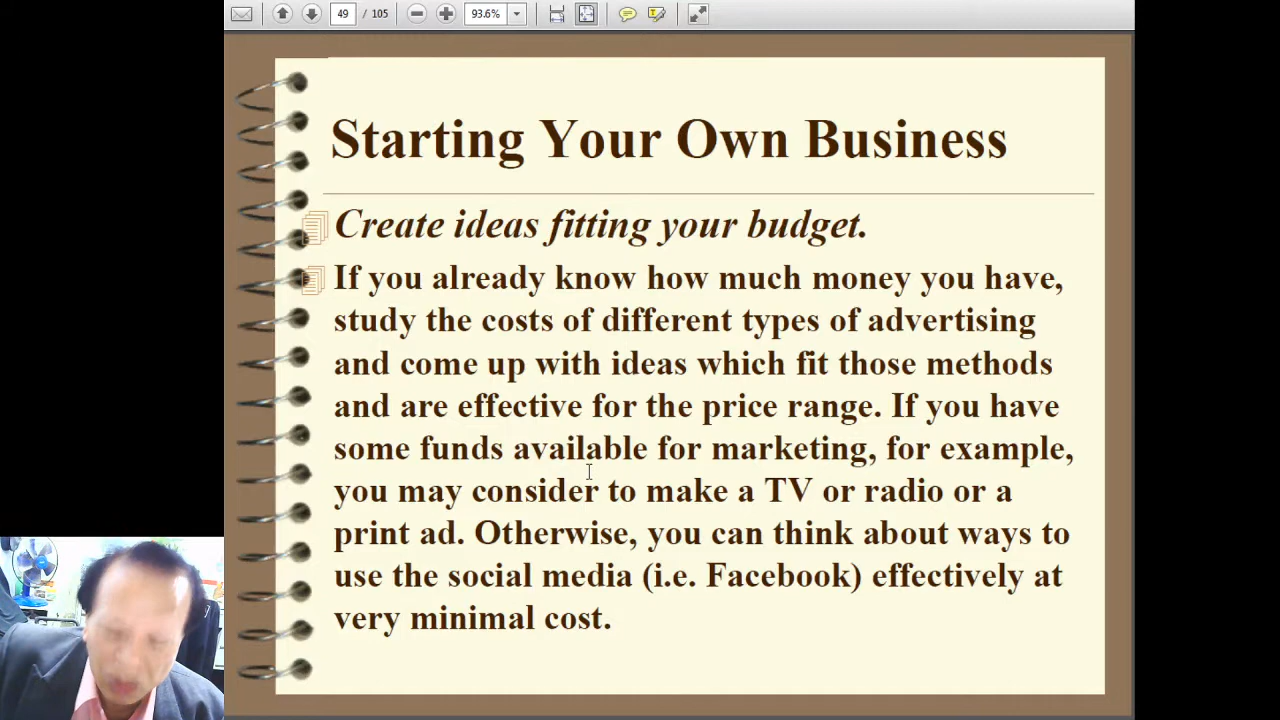 49 / 105 93.6%
Starting Your Own Business
Create ideas fitting your budget.
If you already know how much money you have,
study the costs of different types of advertising
and come up with ideas which fit those methods
and are effective for the price range. If you have
some funds available for marketing, for example,
you may consider to make a TV or radio or a
print ad. Otherwise, you can think about ways to
use the social media (i.e. Facebook) effectively at
very minimal cost.